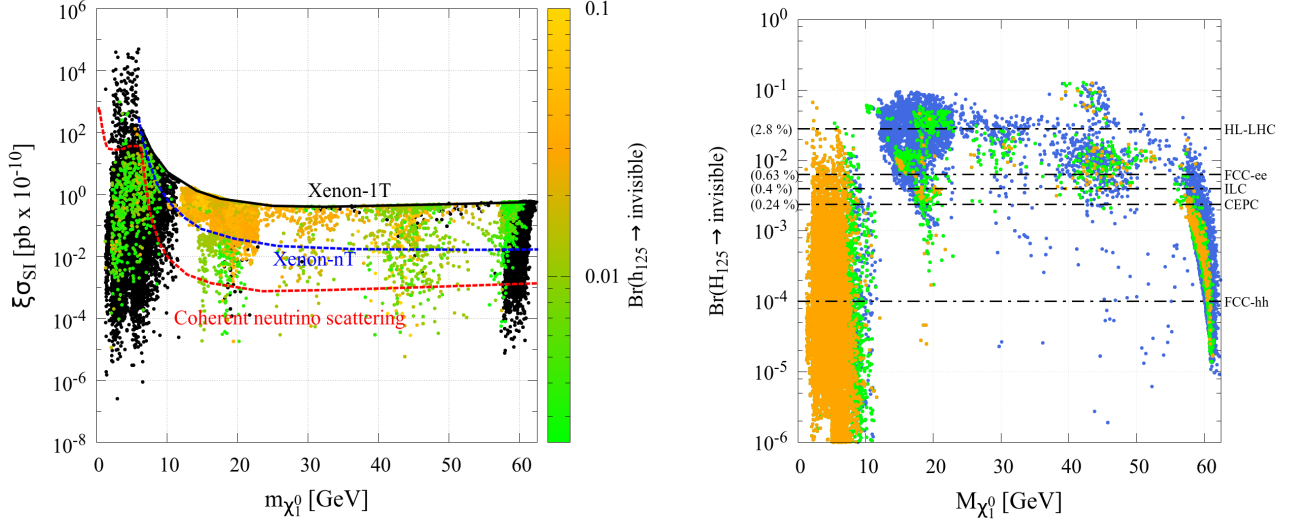 10^6
10^4
10^2
10^0
10^-2
10^-4
10^-6
10^-8
ξσ_SI [pb x 10^-10]
Xenon-1T
Xenon-nT
Coherent neutrino scattering
0 10 20 30 40 50 60
m_χ̃₁⁰ [GeV]
0.1
0.01
Br(h_125 → invisible)
10^0
10^-1
(2.8 %)
10^-2
(0.63 %)
(0.4 %)
(0.24 %)
10^-3
10^-4
10^-5
10^-6
Br(H_125 → invisible)
HL-LHC
FCC-ee
ILC
CEPC
FCC-hh
0 10 20 30 40 50 60
M_χ̃₁⁰ [GeV]